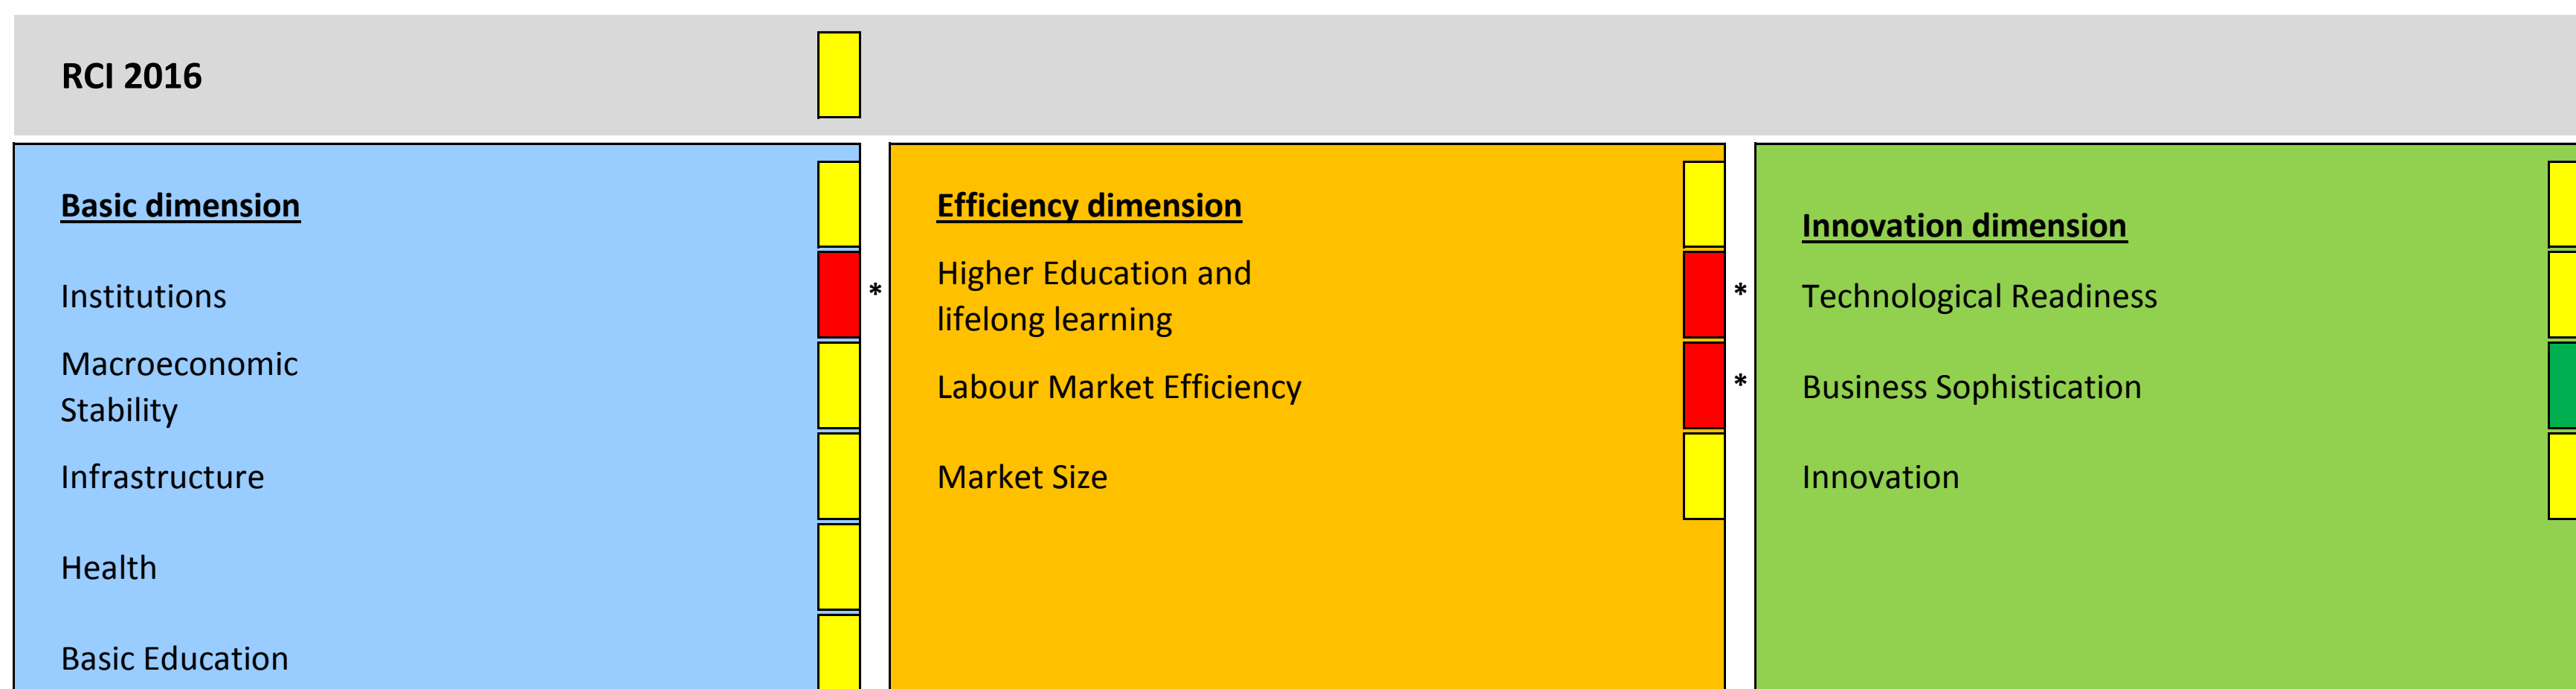 RCI 2016
Basic dimension
Institutions
*
Macroeconomic
Stability
Infrastructure
Health
Basic Education
Efficiency dimension
Higher Education and
lifelong learning
*
Labour Market Efficiency
*
Market Size
Innovation dimension
Technological Readiness
Business Sophistication
Innovation